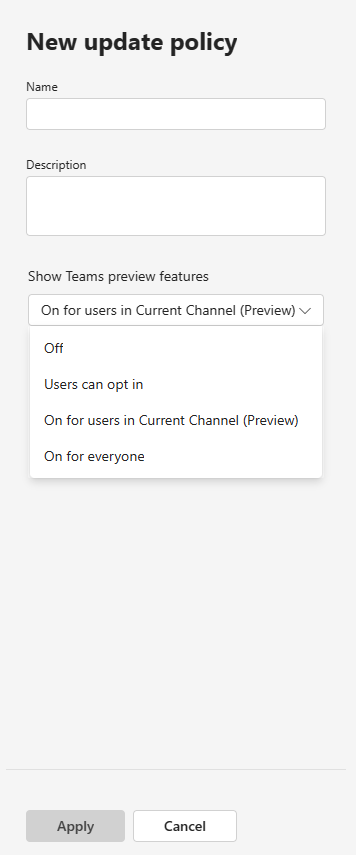 New update policy
Name
Description
Show Teams preview features
On for users in Current Channel (Preview)
Off
Users can opt in
On for users in Current Channel (Preview)
On for everyone
Apply
Cancel